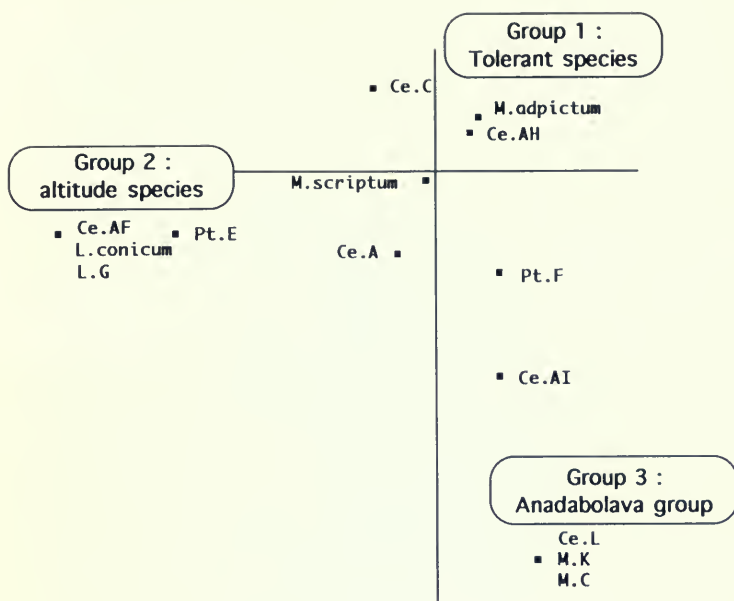 Group 1 :
Tolerant species
Ce.C
M.adpictum
Ce.AH
Group 2 :
altitude species
M.scriptum
Ce.AF
L.conicum
L.G
Pt.E
Ce.A
Pt.F
Ce.AI
Group 3 :
Anadabolava group
Ce.L
M.K
M.C